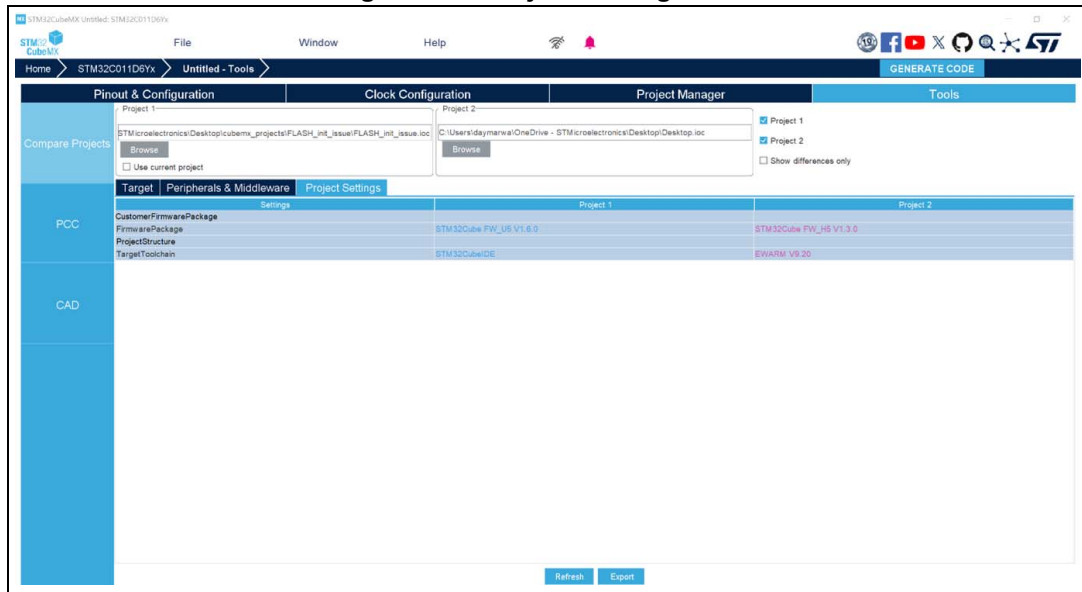 STM32CubeMX Untitled: STM32C011D6Yx
STM32 CubeMX File Window Help
Home STM32C011D6Yx Untitled - Tools GENERATE CODE
Pinout & Configuration Clock Configuration Project Manager Tools
Compare Projects
Project 1
STMicroelectronics\Desktop\cubemx_projects\FLASH_init_issue\FLASH_init_issue.ioc
Browse
Use current project
Project 2
C:\Users\daymarwa\OneDrive - STMicroelectronics\Desktop\Desktop.ioc
Browse
Project 1
Project 2
Show differences only
Target Peripherals & Middleware Project Settings
Settings Project 1 Project 2
CustomerFirmwarePackage
FirmwarePackage STM32Cube FW_U5 V1.6.0 STM32Cube FW_H5 V1.3.0
ProjectStructure
TargetToolchain STM32CubeIDE EWARM V9.20
PCC
CAD
Refresh Export